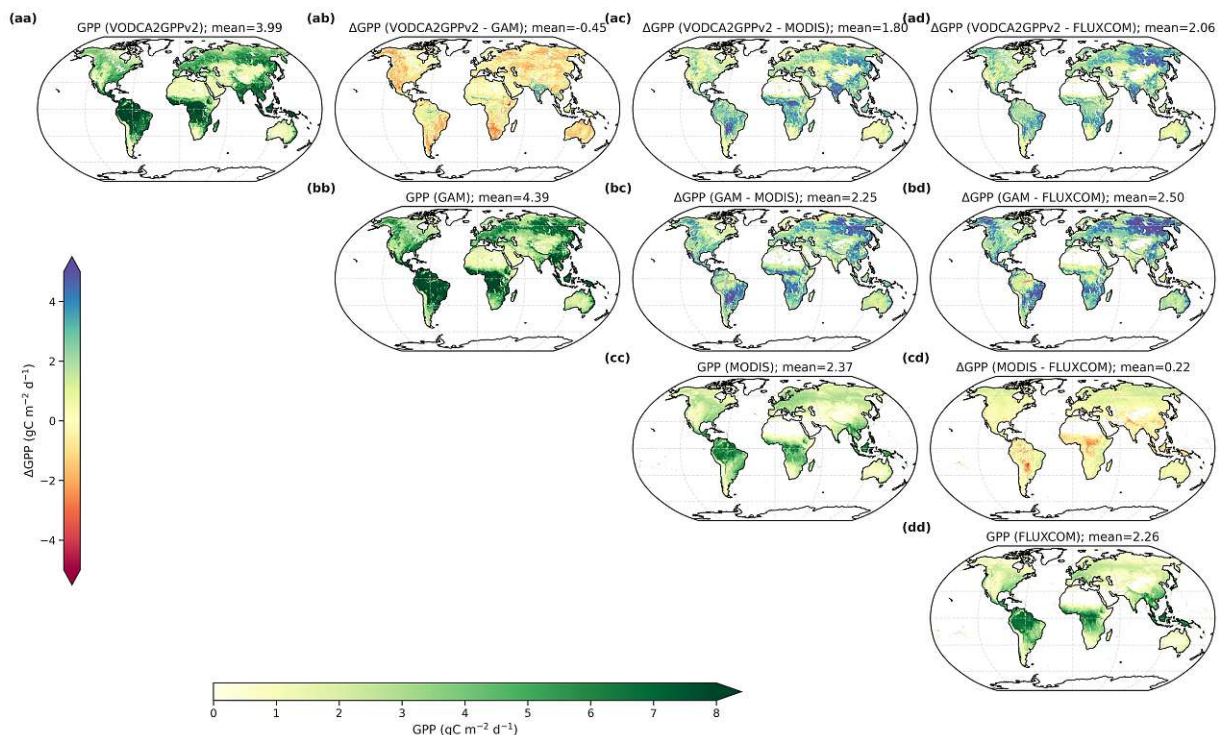 (aa)
GPP (VODCA2GPPv2); mean=3.99
(ab)
ΔGPP (VODCA2GPPv2 - GAM); mean=-0.45
(ac)
ΔGPP (VODCA2GPPv2 - MODIS); mean=1.80
(ad)
ΔGPP (VODCA2GPPv2 - FLUXCOM); mean=2.06
(bb)
GPP (GAM); mean=4.39
(bc)
ΔGPP (GAM - MODIS); mean=2.25
(bd)
ΔGPP (GAM - FLUXCOM); mean=2.50
(cc)
GPP (MODIS); mean=2.37
(cd)
ΔGPP (MODIS - FLUXCOM); mean=0.22
(dd)
GPP (FLUXCOM); mean=2.26
ΔGPP (gC m⁻² d⁻¹)
4
2
0
−2
−4
0 1 2 3 4 5 6 7 8
GPP (gC m⁻² d⁻¹)